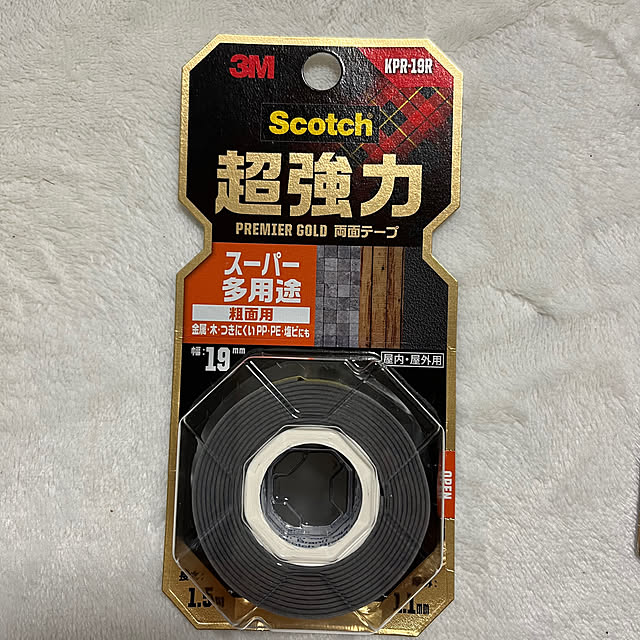 3M
KPR-19R
Scotch
超強力
PREMIER GOLD 両面テープ
スーパー
多用途
粗面用
金属・木・つきにくいPP・PE・塩ビにも
幅:19mm
屋内・屋外用
OPEN
1.5
1.1mm